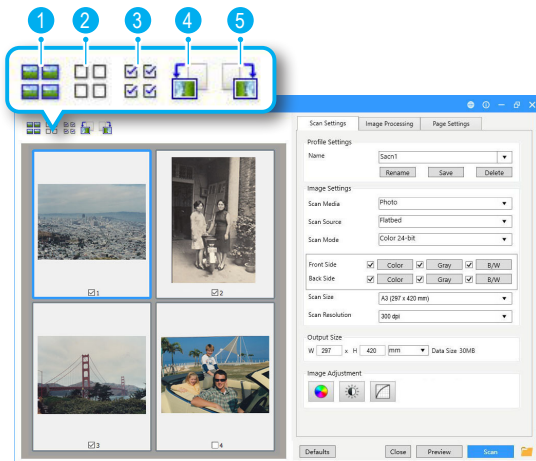 1 2 3 4 5
Scan Settings Image Processing Page Settings
Profile Settings
Name Sacn1
Rename Save Delete
Image Settings
Scan Media Photo
Scan Source Flatbed
Scan Mode Color 24-bit
Front Side Color Gray B/W
Back Side Color Gray B/W
Scan Size A3 (297 x 420 mm)
Scan Resolution 300 dpi
Output Size
W 297 x H 420 mm Data Size 30MB
Image Adjustment
Defaults Close Preview Scan
1
2
3
4